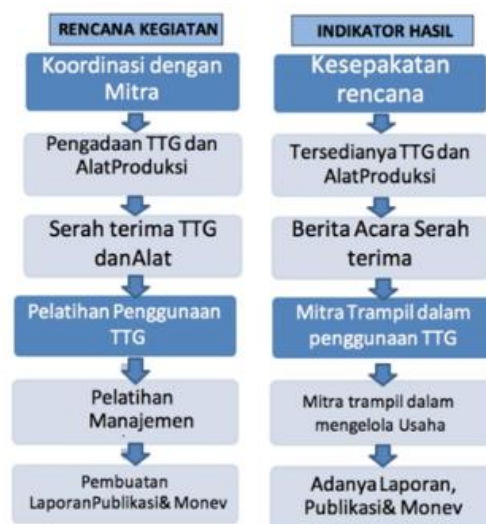 RENCANA KEGIATAN
Koordinasi dengan
Mitra
Pengadaan TTG dan
AlatProduksi
Serah terima TTG
danAlat
Pelatihan Penggunaan
TTG
Pelatihan
Manajemen
Pembuatan
LaporanPublikasi& Monev
INDIKATOR HASIL
Kesepakatan
rencana
Tersedianya TTG dan
AlatProduksi
Berita Acara Serah
terima
Mitra Trampil dalam
penggunaan TTG
Mitra trampil dalam
mengelola Usaha
Adanya Laporan,
Publikasi& Monev